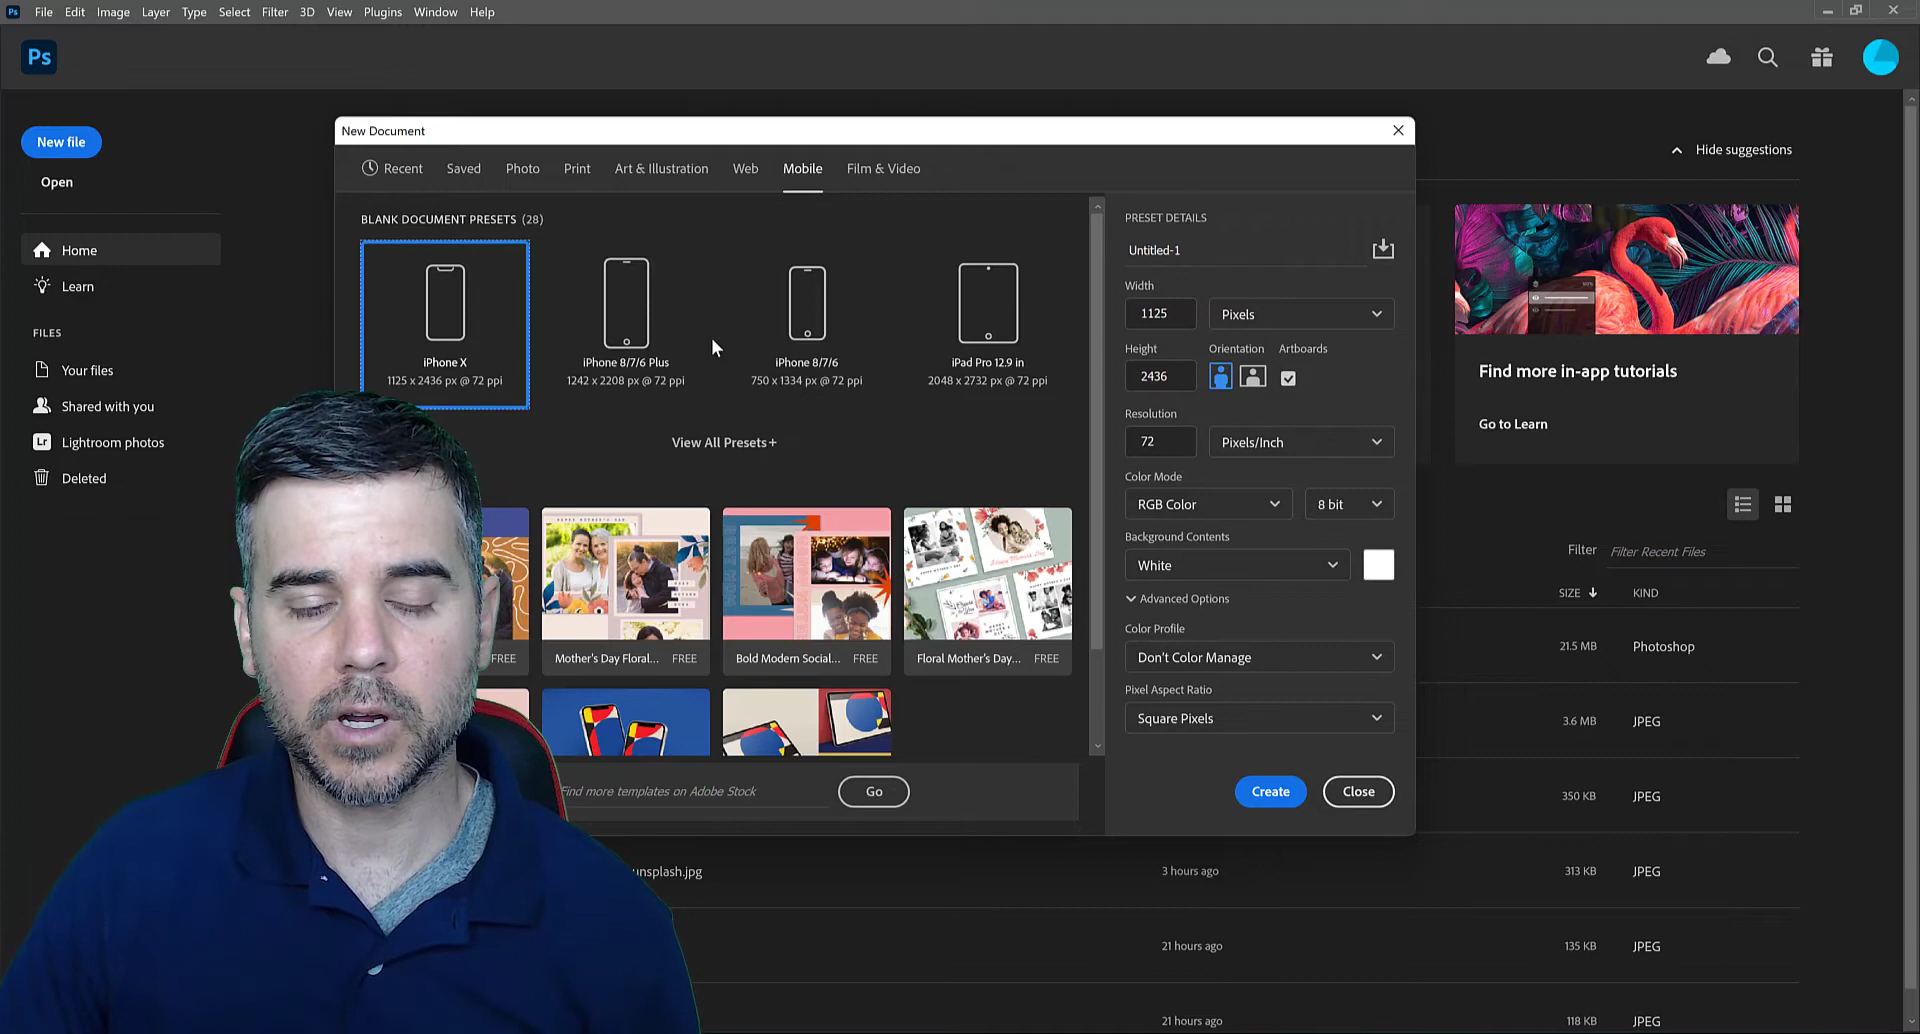 Ps File Edit Image Layer Type Select Filter 3D View Plugins Window Help
Ps
New file
Open
Home
Learn
FILES
Your files
Shared with you
Lr Lightroom photos
Deleted
New Document
Recent Saved Photo Print Art & Illustration Web Mobile Film & Video
BLANK DOCUMENT PRESETS (28)
iPhone X
1125 x 2436 px @ 72 ppi
iPhone 8/7/6 Plus
1242 x 2208 px @ 72 ppi
iPhone 8/7/6
750 x 1334 px @ 72 ppi
iPad Pro 12.9 in
2048 x 2732 px @ 72 ppi
View All Presets+
FREE
Mother's Day Floral... FREE
Bold Modern Social... FREE
Floral Mother's Day... FREE
Find more templates on Adobe Stock
Go
PRESET DETAILS
Untitled-1
Width
1125 Pixels
Height Orientation Artboards
2436
Resolution
72 Pixels/Inch
Color Mode
RGB Color 8 bit
Background Contents
White
Advanced Options
Color Profile
Don't Color Manage
Pixel Aspect Ratio
Square Pixels
Create Close
Hide suggestions
Find more in-app tutorials
Go to Learn
Filter Filter Recent Files
SIZE KIND
21.5 MB Photoshop
3.6 MB JPEG
350 KB JPEG
unsplash.jpg 3 hours ago 313 KB JPEG
21 hours ago 135 KB JPEG
21 hours ago 118 KB JPEG